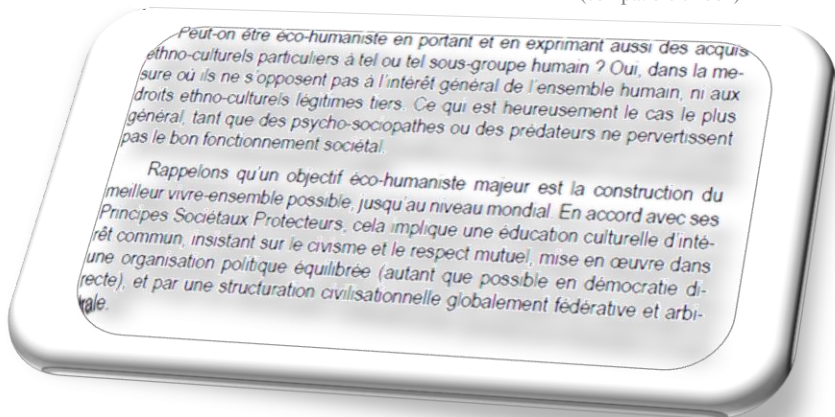 Peut-on être éco-humaniste en portant et en exprimant aussi des acquis
ethno-culturels particuliers à tel ou tel sous-groupe humain ? Oui, dans la me-
sure où ils ne s'opposent pas à l'intérêt général de l'ensemble humain, ni aux
droits ethno-culturels légitimes tiers. Ce qui est heureusement le cas le plus
général, tant que des psycho-sociopathes ou des prédateurs ne pervertissent
pas le bon fonctionnement sociétal.
Rappelons qu'un objectif éco-humaniste majeur est la construction du
meilleur vivre-ensemble possible, jusqu'au niveau mondial. En accord avec ses
Principes Sociétaux Protecteurs, cela implique une éducation culturelle d'inté-
rêt commun, insistant sur le civisme et le respect mutuel, mise en œuvre dans
une organisation politique équilibrée (autant que possible en démocratie di-
recte), et par une structuration civilisationnelle globalement fédérative et arbi-
trale.